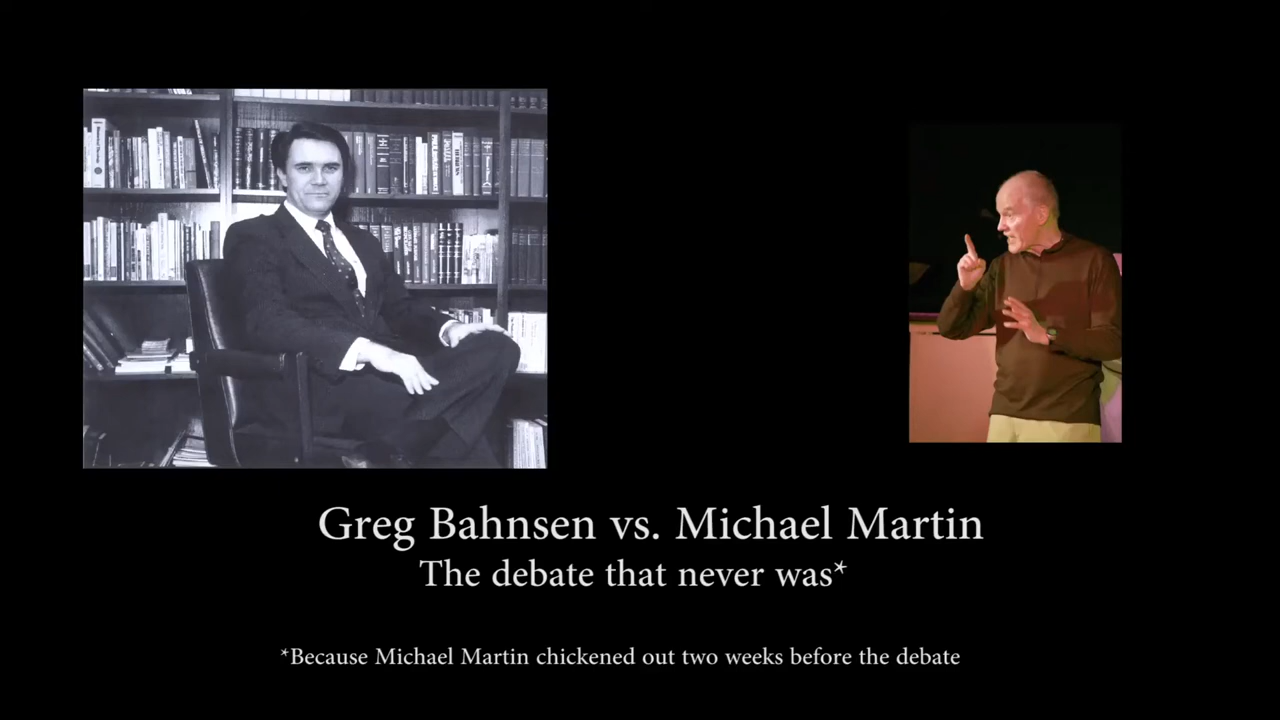 Greg Bahnsen vs. Michael Martin
The debate that never was*
*Because Michael Martin chickened out two weeks before the debate